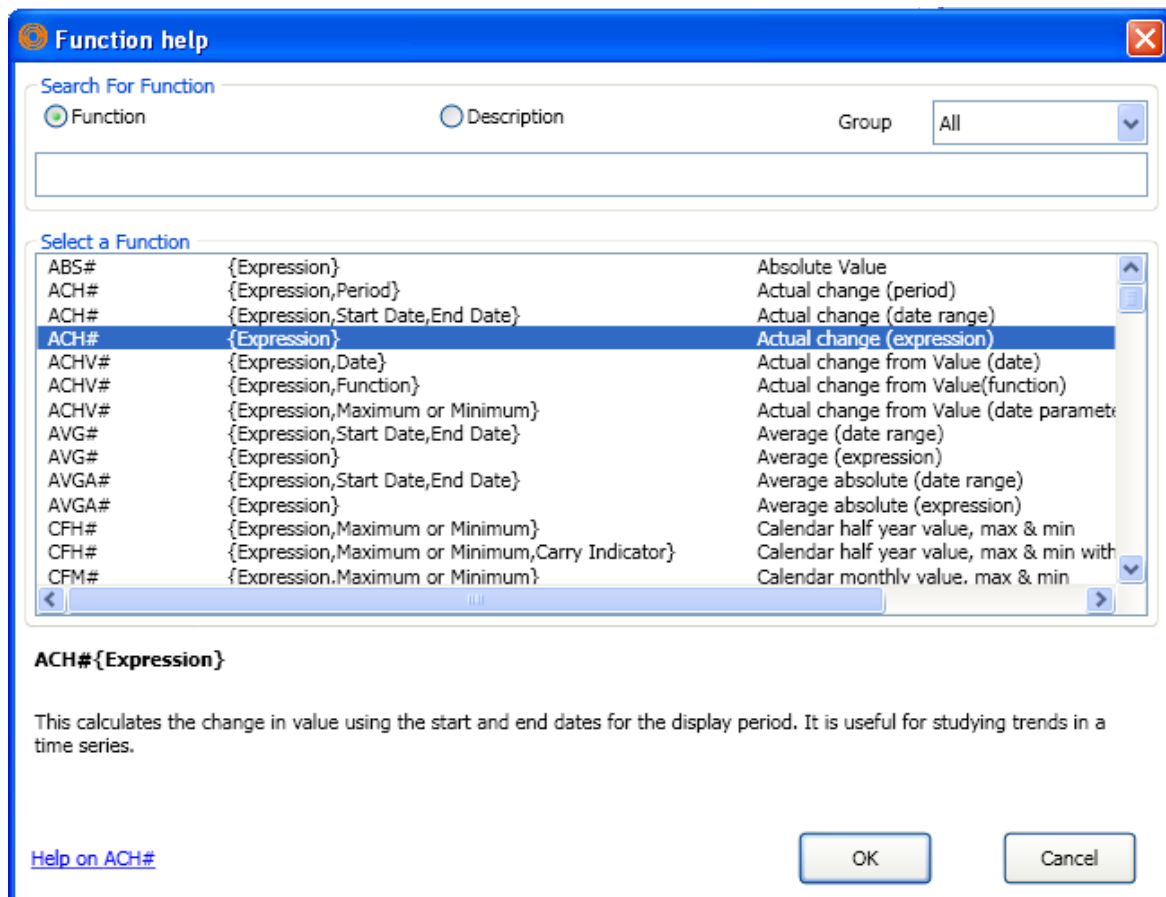 Function help
Search For Function
Function Description Group All
Select a Function
ABS# {Expression} Absolute Value
ACH# {Expression,Period} Actual change (period)
ACH# {Expression,Start Date,End Date} Actual change (date range)
ACH# {Expression} Actual change (expression)
ACHV# {Expression,Date} Actual change from Value (date)
ACHV# {Expression,Function} Actual change from Value(function)
ACHV# {Expression,Maximum or Minimum} Actual change from Value (date paramete
AVG# {Expression,Start Date,End Date} Average (date range)
AVG# {Expression} Average (expression)
AVGA# {Expression,Start Date,End Date} Average absolute (date range)
AVGA# {Expression} Average absolute (expression)
CFH# {Expression,Maximum or Minimum} Calendar half year value, max & min
CFH# {Expression,Maximum or Minimum,Carry Indicator} Calendar half year value, max & min with
CFM# {Expression,Maximum or Minimum} Calendar monthly value, max & min
ACH#{Expression}
This calculates the change in value using the start and end dates for the display period. It is useful for studying trends in a
time series.
Help on ACH# OK Cancel